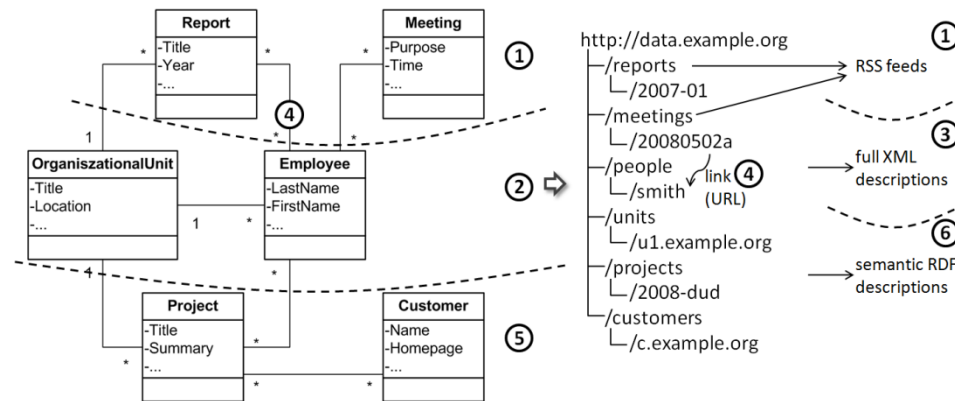 Report
-Title
-Year
-...
Meeting
-Purpose
-Time
-...
*
*
*
1
4
1
*
*
OrganiszationalUnit
-Title
-Location
-...
Employee
-LastName
-FirstName
-...
2
1
*
1
*
Project
-Title
-Summary
-...
Customer
-Name
-Homepage
-...
5
*
*
*
*
http://data.example.org
/reports
/2007-01
/meetings
/20080502a
/people
/smith
link
(URL)
4
/units
/u1.example.org
/projects
/2008-dud
/customers
/c.example.org
1
RSS feeds
3
full XML
descriptions
6
semantic RDF
descriptions